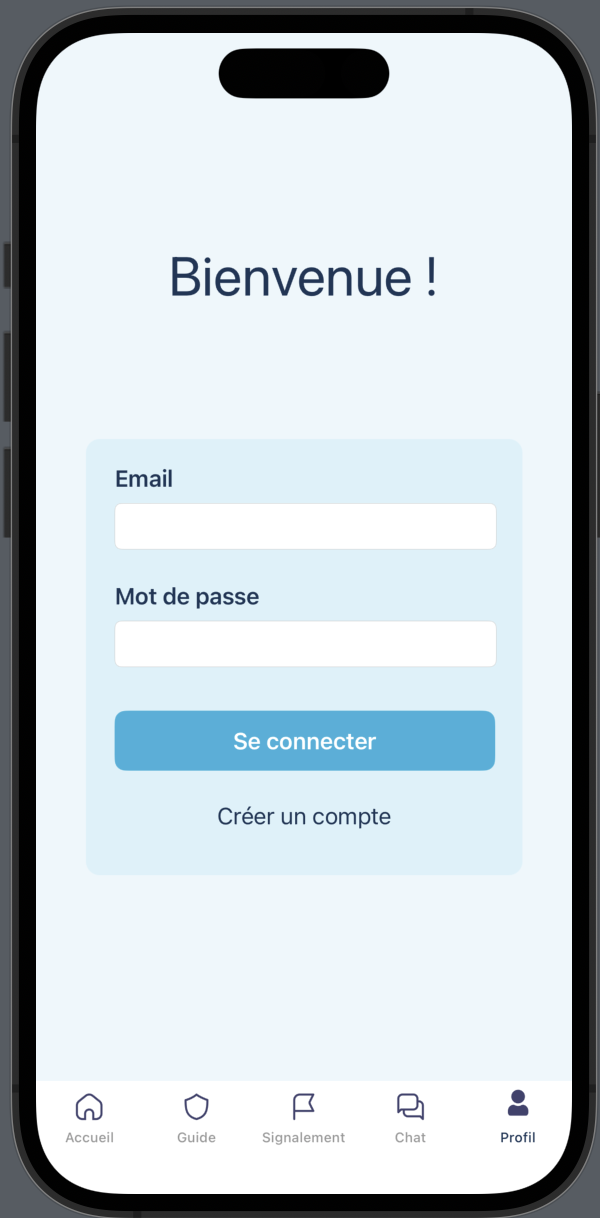 Bienvenue !
Email
Mot de passe
Se connecter
Créer un compte
Accueil
Guide
Signalement
Chat
Profil